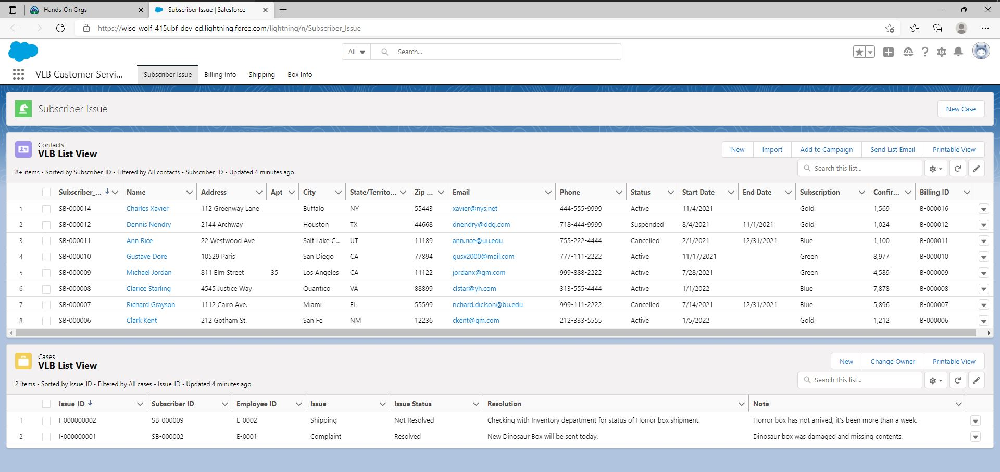 Hands-On Orgs
Subscriber Issue | Salesforce
https://wise-wolf-415ubf-dev-ed.lightning.force.com/lightning/n/Subscriber_Issue
All Search...
VLB Customer Servi... Subscriber Issue Billing Info Shipping Box Info
Subscriber Issue New Case
Contacts
VLB List View
New Import Add to Campaign Send List Email Printable View
8+ items • Sorted by Subscriber_ID • Filtered by All contacts - Subscriber_ID • Updated 4 minutes ago
Search this list...
Subscriber_... Name Address Apt City State/Territo... Zip ... Email Phone Status Start Date End Date Subscription Confir... Billing ID
1 SB-000014 Charles Xavier 112 Greenway Lane Buffalo NY 55443 xavier@nys.net 444-555-9999 Active 11/4/2021 Gold 1,569 B-000016
2 SB-000012 Dennis Nendry 2144 Archway Houston TX 44668 dnendry@ddg.com 718-444-9999 Suspended 8/4/2021 11/1/2021 Gold 1,024 B-000012
3 SB-000011 Ann Rice 22 Westwood Ave Salt Lake C... UT 11189 ann.rice@uu.edu 755-222-4444 Cancelled 2/1/2021 12/31/2021 Blue 1,100 B-000011
4 SB-000010 Gustave Dore 10529 Paris San Diego CA 77894 gusx2000@mail.com 777-111-2222 Active 11/17/2021 Green 8,977 B-000010
5 SB-000009 Michael Jordan 811 Elm Street 35 Los Angeles CA 11122 jordanx@gm.com 999-888-2222 Active 7/28/2021 Green 4,589 B-000009
6 SB-000008 Clarice Starling 4545 Justice Way Quantico VA 88899 clstar@yh.com 313-555-4444 Active 1/1/2022 Blue 7,878 B-000008
7 SB-000007 Richard Grayson 1112 Cairo Ave. Miami FL 55599 richard.diclson@bu.edu 999-111-2222 Cancelled 7/14/2021 12/31/2021 Blue 5,896 B-000007
8 SB-000006 Clark Kent 212 Gotham St. San Fe NM 12236 ckent@gm.com 212-333-5555 Active 1/5/2022 Gold 1,212 B-000006
Cases
VLB List View
New Change Owner Printable View
2 items • Sorted by Issue_ID • Filtered by All cases - Issue_ID • Updated 4 minutes ago
Search this list...
Issue_ID Subscriber ID Employee ID Issue Issue Status Resolution Note
1 I-000000002 SB-000009 E-0002 Shipping Not Resolved Checking with Inventory department for status of Horror box shipment. Horror box has not arrived, it's been more than a week.
2 I-000000001 SB-000002 E-0001 Complaint Resolved New Dinosaur Box will be sent today. Dinosaur box was damaged and missing contents.